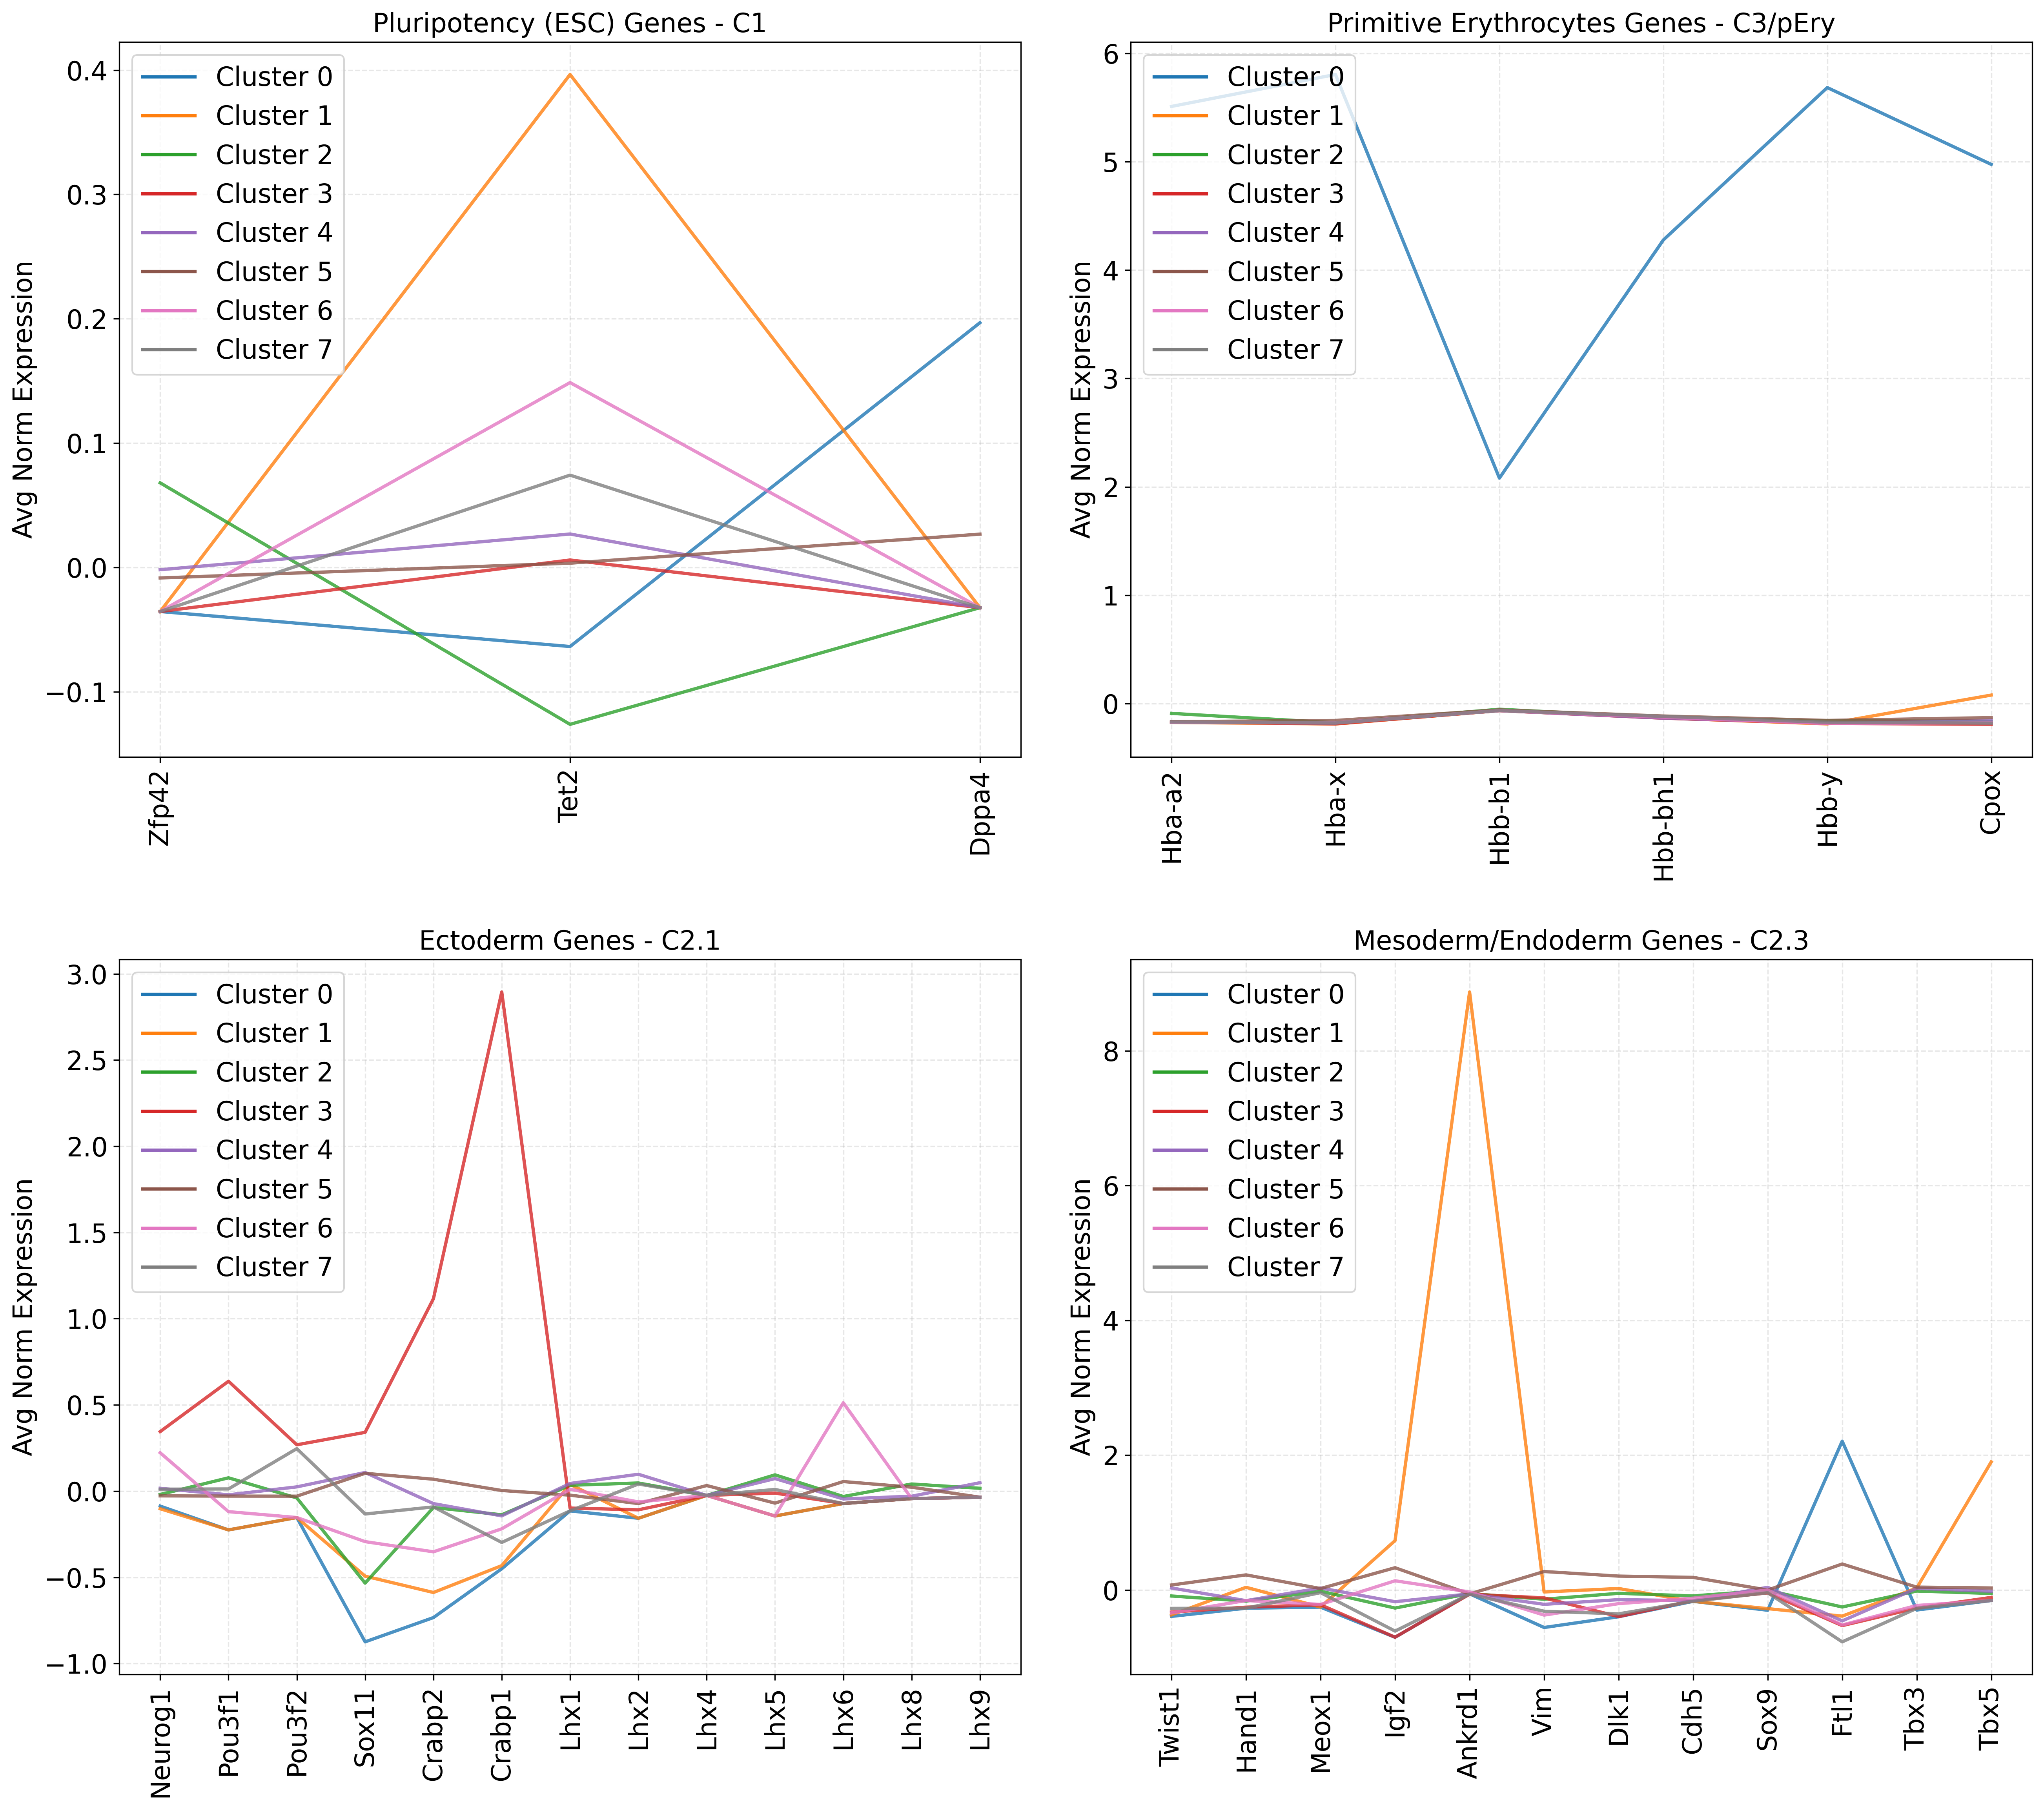 Pluripotency (ESC) Genes - C1
Avg Norm Expression
0.4
0.3
0.2
0.1
0.0
−0.1
Cluster 0
Cluster 1
Cluster 2
Cluster 3
Cluster 4
Cluster 5
Cluster 6
Cluster 7
Zfp42
Tet2
Dppa4
Primitive Erythrocytes Genes - C3/pEry
Avg Norm Expression
6
5
4
3
2
1
0
Cluster 0
Cluster 1
Cluster 2
Cluster 3
Cluster 4
Cluster 5
Cluster 6
Cluster 7
Hba-a2
Hba-x
Hbb-b1
Hbb-bh1
Hbb-y
Cpox
Ectoderm Genes - C2.1
Avg Norm Expression
3.0
2.5
2.0
1.5
1.0
0.5
0.0
−0.5
−1.0
Cluster 0
Cluster 1
Cluster 2
Cluster 3
Cluster 4
Cluster 5
Cluster 6
Cluster 7
Neurog1
Pou3f1
Pou3f2
Sox11
Crabp2
Crabp1
Lhx1
Lhx2
Lhx4
Lhx5
Lhx6
Lhx8
Lhx9
Mesoderm/Endoderm Genes - C2.3
Avg Norm Expression
8
6
4
2
0
Cluster 0
Cluster 1
Cluster 2
Cluster 3
Cluster 4
Cluster 5
Cluster 6
Cluster 7
Twist1
Hand1
Meox1
Igf2
Ankrd1
Vim
Dlk1
Cdh5
Sox9
Ftl1
Tbx3
Tbx5